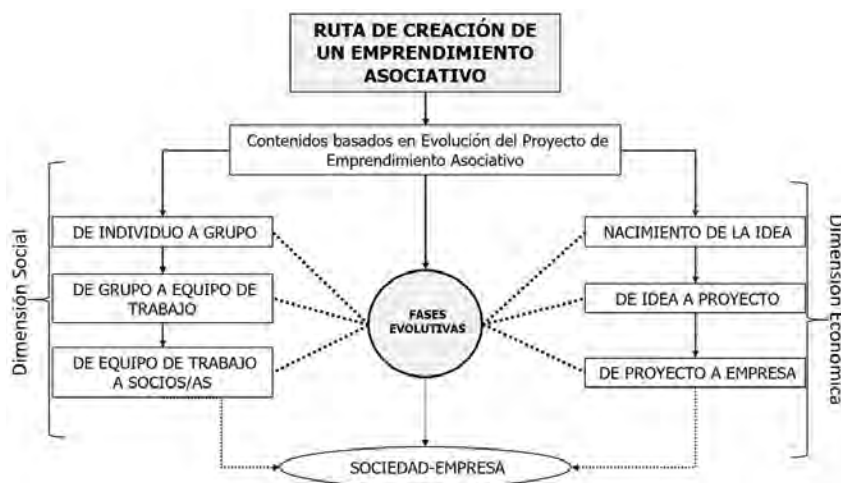 RUTA DE CREACIÓN DE
UN EMPRENDIMIENTO
ASOCIATIVO
Contenidos basados en Evolución del Proyecto de
Emprendimiento Asociativo
Dimensión Social
DE INDIVIDUO A GRUPO
DE GRUPO A EQUIPO DE
TRABAJO
DE EQUIPO DE TRABAJO
A SOCIOS/AS
FASES
EVOLUTIVAS
NACIMIENTO DE LA IDEA
DE IDEA A PROYECTO
DE PROYECTO A EMPRESA
Dimensión Económica
SOCIEDAD-EMPRESA